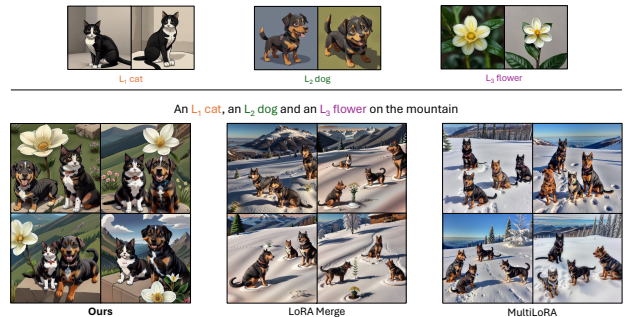 L₁ cat
L₂ dog
L₃ flower
An L₁ cat, an L₂ dog and an L₃ flower on the mountain
Ours
LoRA Merge
MultiLoRA